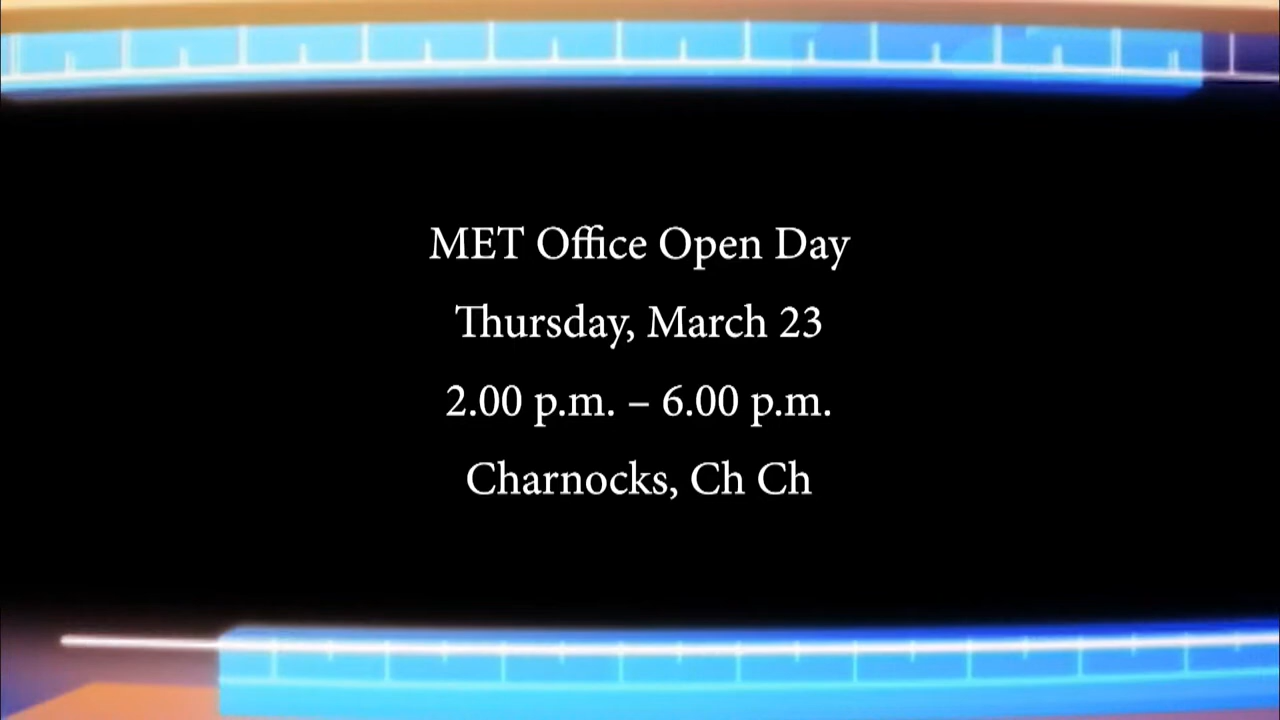 MET Office Open Day
Thursday, March 23
2.00 p.m. – 6.00 p.m.
Charnocks, Ch Ch